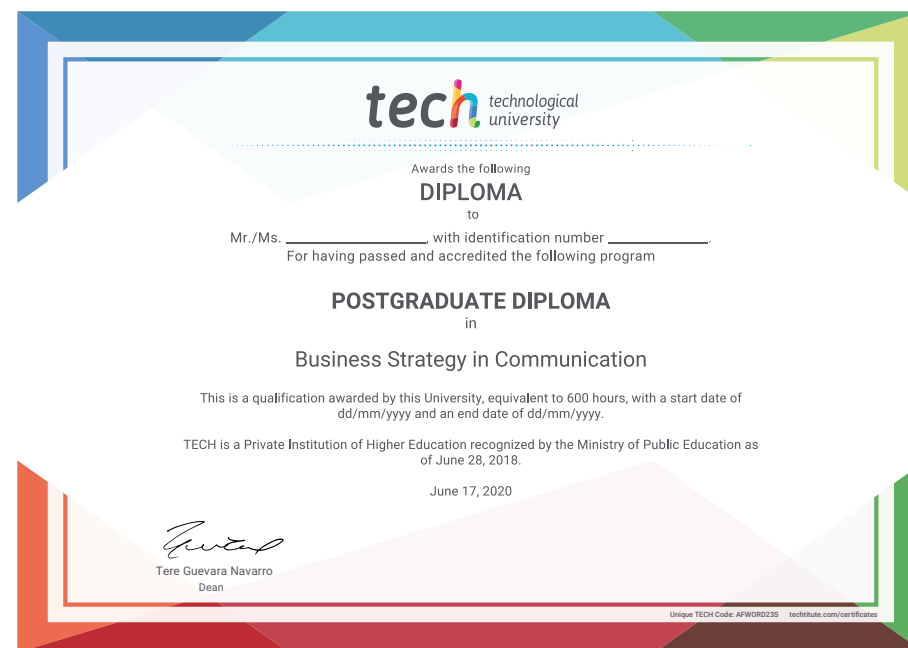 tech technological
university
Awards the following
DIPLOMA
to
Mr./Ms. ____________________, with identification number ______________.
For having passed and accredited the following program
POSTGRADUATE DIPLOMA
in
Business Strategy in Communication
This is a qualification awarded by this University, equivalent to 600 hours, with a start date of
dd/mm/yyyy and an end date of dd/mm/yyyy.
TECH is a Private Institution of Higher Education recognized by the Ministry of Public Education as
of June 28, 2018.
June 17, 2020
Tere Guevara Navarro
Dean
Unique TECH Code: AFWORD23S techtitute.com/certificates